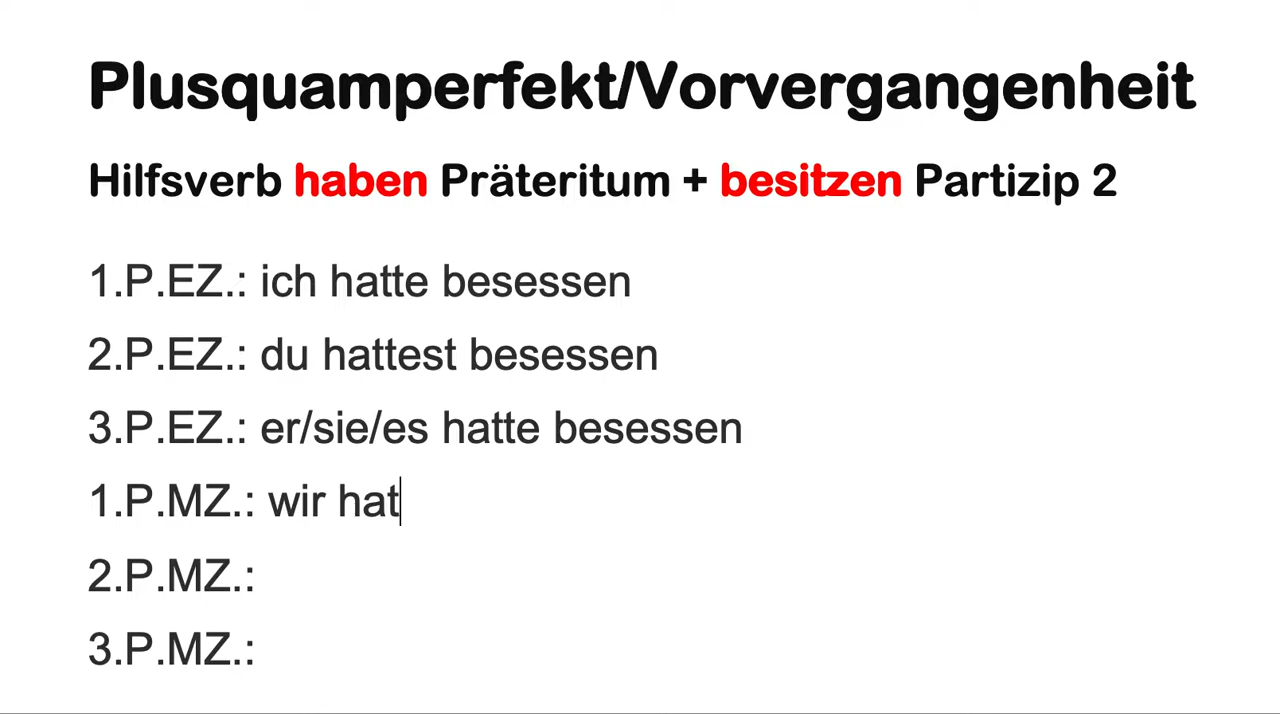 Plusquamperfekt/Vorvergangenheit
Hilfsverb haben Präteritum + besitzen Partizip 2
1.P.EZ.: ich hatte besessen
2.P.EZ.: du hattest besessen
3.P.EZ.: er/sie/es hatte besessen
1.P.MZ.: wir hat
2.P.MZ.:
3.P.MZ.: